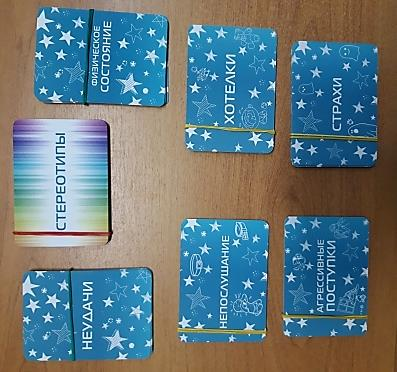 ФИЗИЧЕСКОЕ
СОСТОЯНИЕ
ХОТЕЛКИ
СТРАХИ
СТЕРЕОТИПЫ
НЕУДАЧИ
НЕПОСЛУШАНИЕ
АГРЕССИВНЫЕ
ПОСТУПКИ